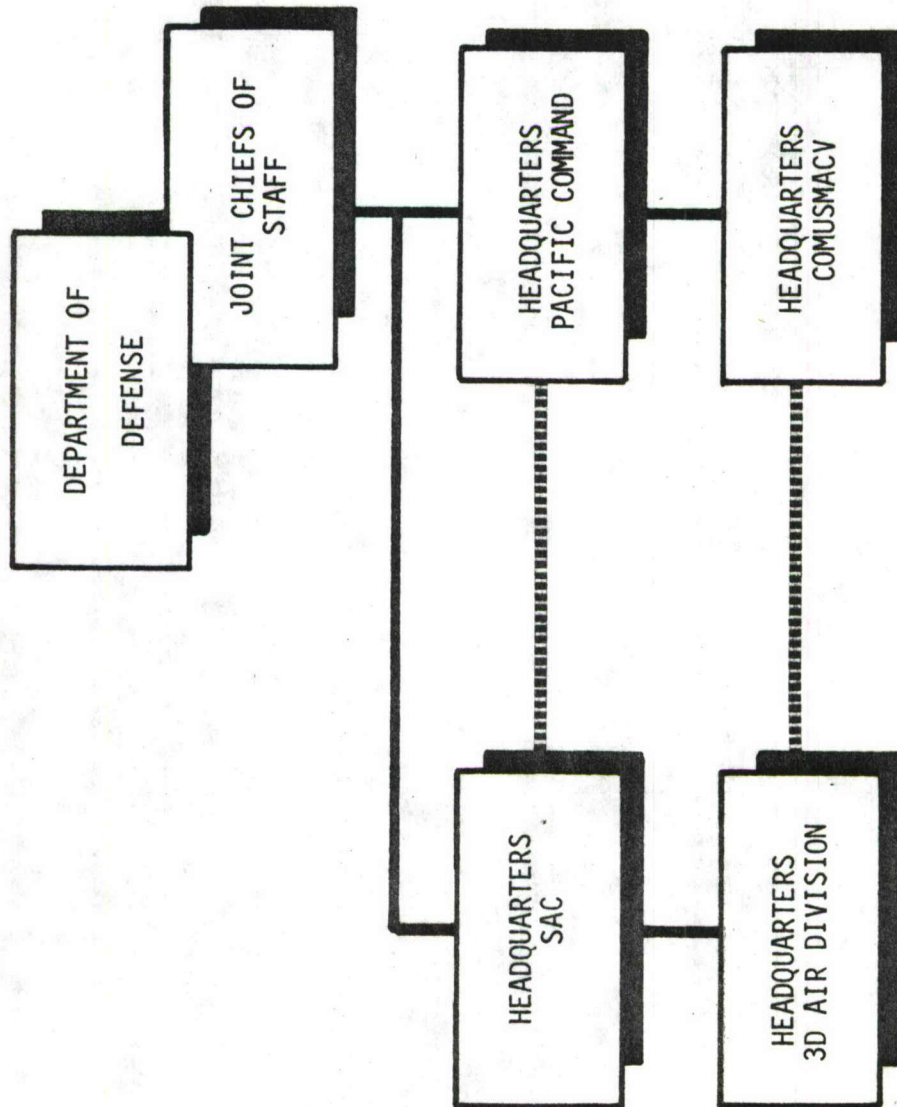 DEPARTMENT OF
DEFENSE
JOINT CHIEFS OF
STAFF
HEADQUARTERS
SAC
HEADQUARTERS
PACIFIC COMMAND
HEADQUARTERS
3D AIR DIVISION
HEADQUARTERS
COMUSMACV